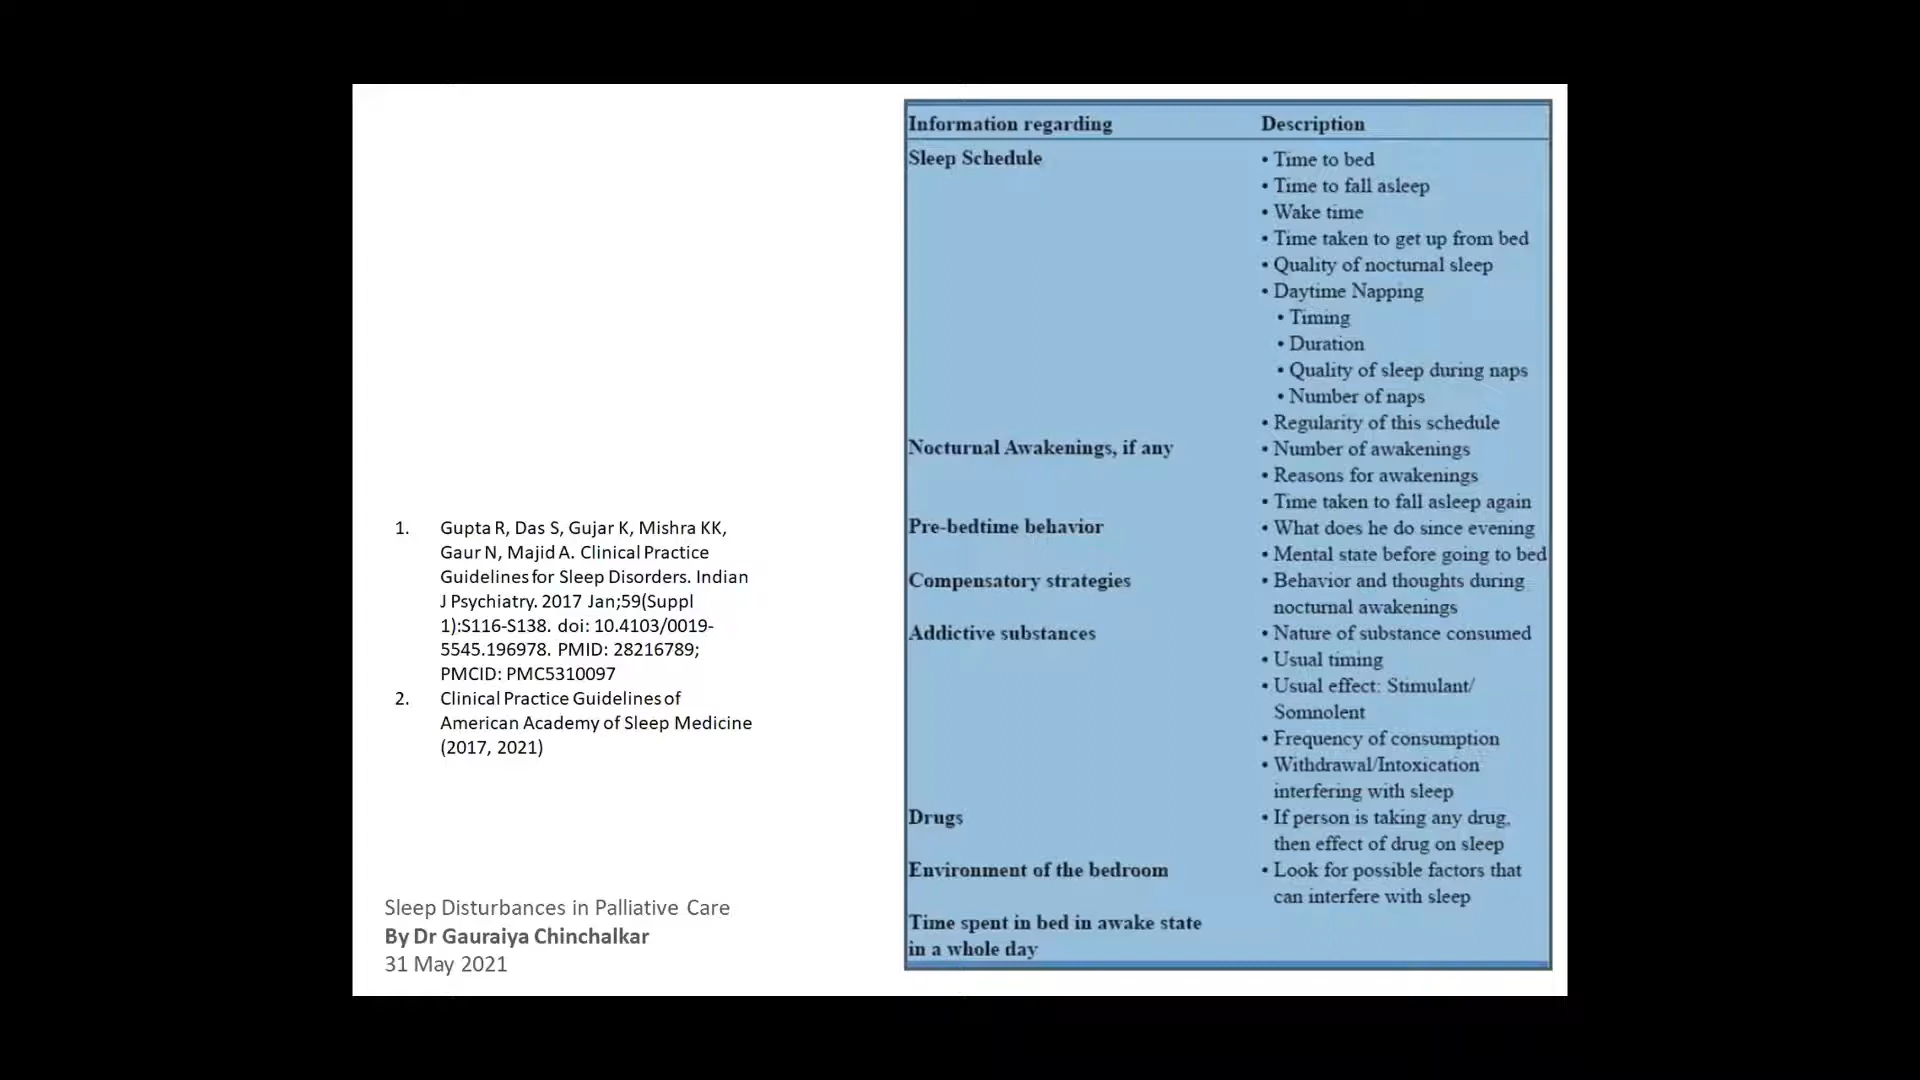 1. Gupta R, Das S, Gujar K, Mishra KK,
Gaur N, Majid A. Clinical Practice
Guidelines for Sleep Disorders. Indian
J Psychiatry. 2017 Jan;59(Suppl
1):S116-S138. doi: 10.4103/0019-
5545.196978. PMID: 28216789;
PMCID: PMC5310097
2. Clinical Practice Guidelines of
American Academy of Sleep Medicine
(2017, 2021)
Sleep Disturbances in Palliative Care
By Dr Gauraiya Chinchalkar
31 May 2021
Information regarding Description
Sleep Schedule • Time to bed
• Time to fall asleep
• Wake time
• Time taken to get up from bed
• Quality of nocturnal sleep
• Daytime Napping
• Timing
• Duration
• Quality of sleep during naps
• Number of naps
• Regularity of this schedule
Nocturnal Awakenings, if any • Number of awakenings
• Reasons for awakenings
• Time taken to fall asleep again
Pre-bedtime behavior • What does he do since evening
• Mental state before going to bed
Compensatory strategies • Behavior and thoughts during
nocturnal awakenings
Addictive substances • Nature of substance consumed
• Usual timing
• Usual effect: Stimulant/
Somnolent
• Frequency of consumption
• Withdrawal/Intoxication
interfering with sleep
Drugs • If person is taking any drug,
then effect of drug on sleep
Environment of the bedroom • Look for possible factors that
can interfere with sleep
Time spent in bed in awake state
in a whole day